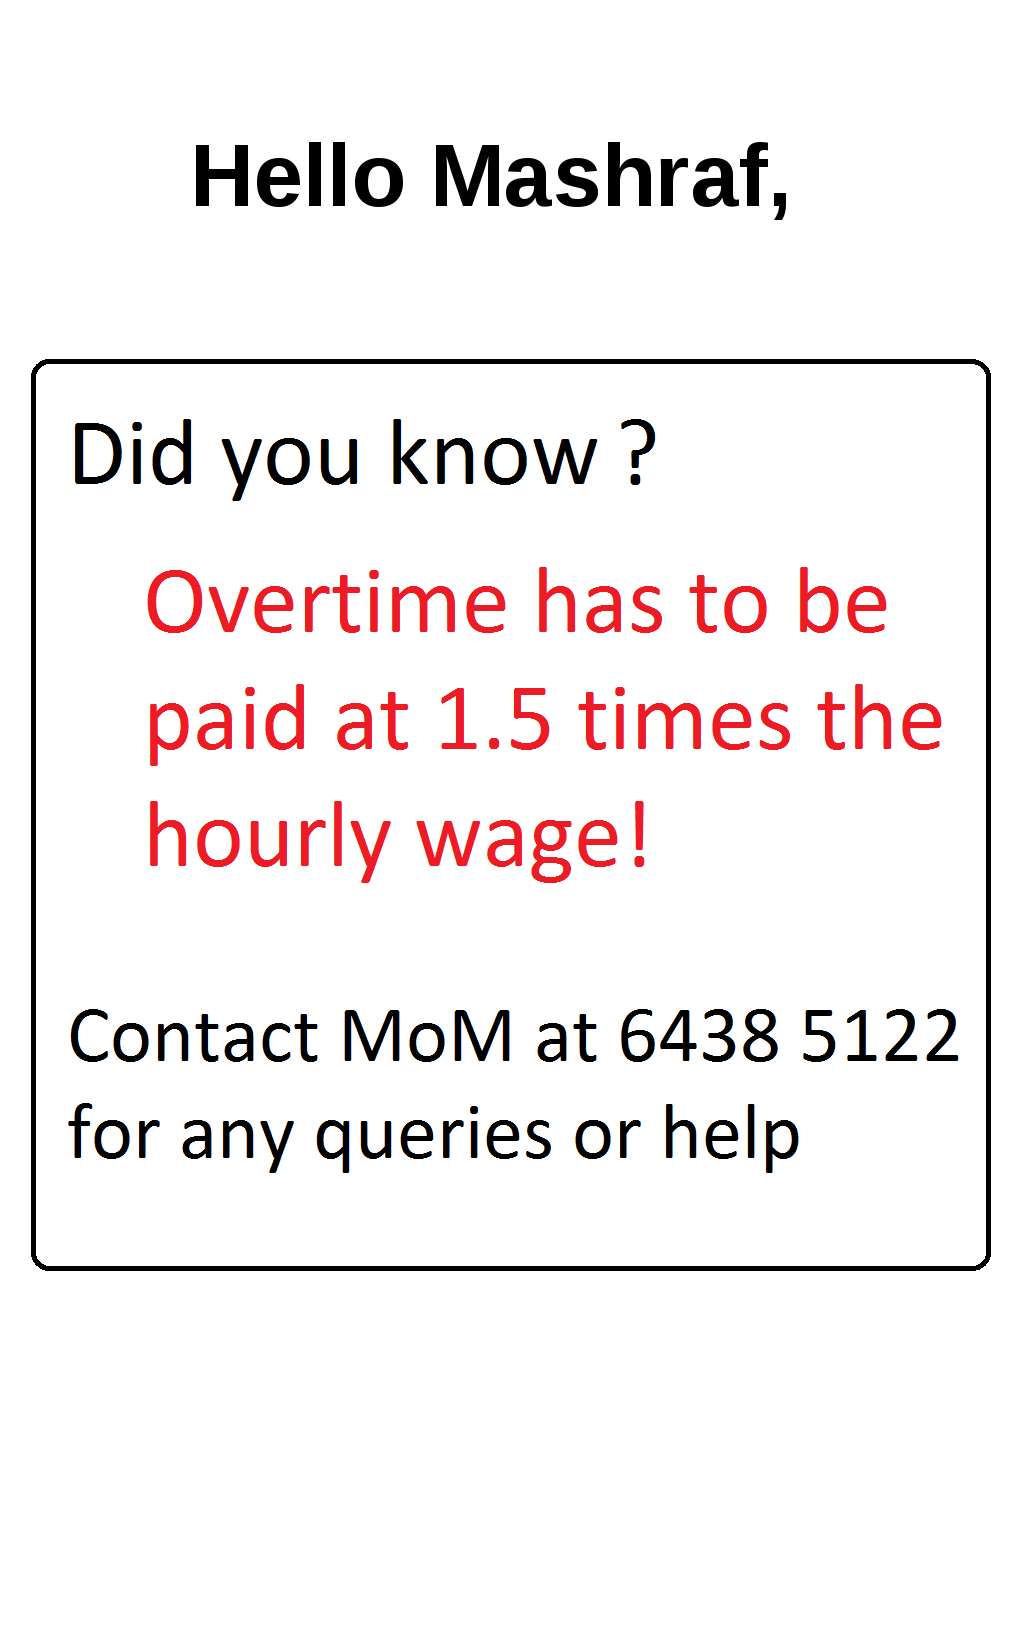 Hello Mashraf,
Did you know ?
Overtime has to be
paid at 1.5 times the
hourly wage!
Contact MoM at 6438 5122
for any queries or help